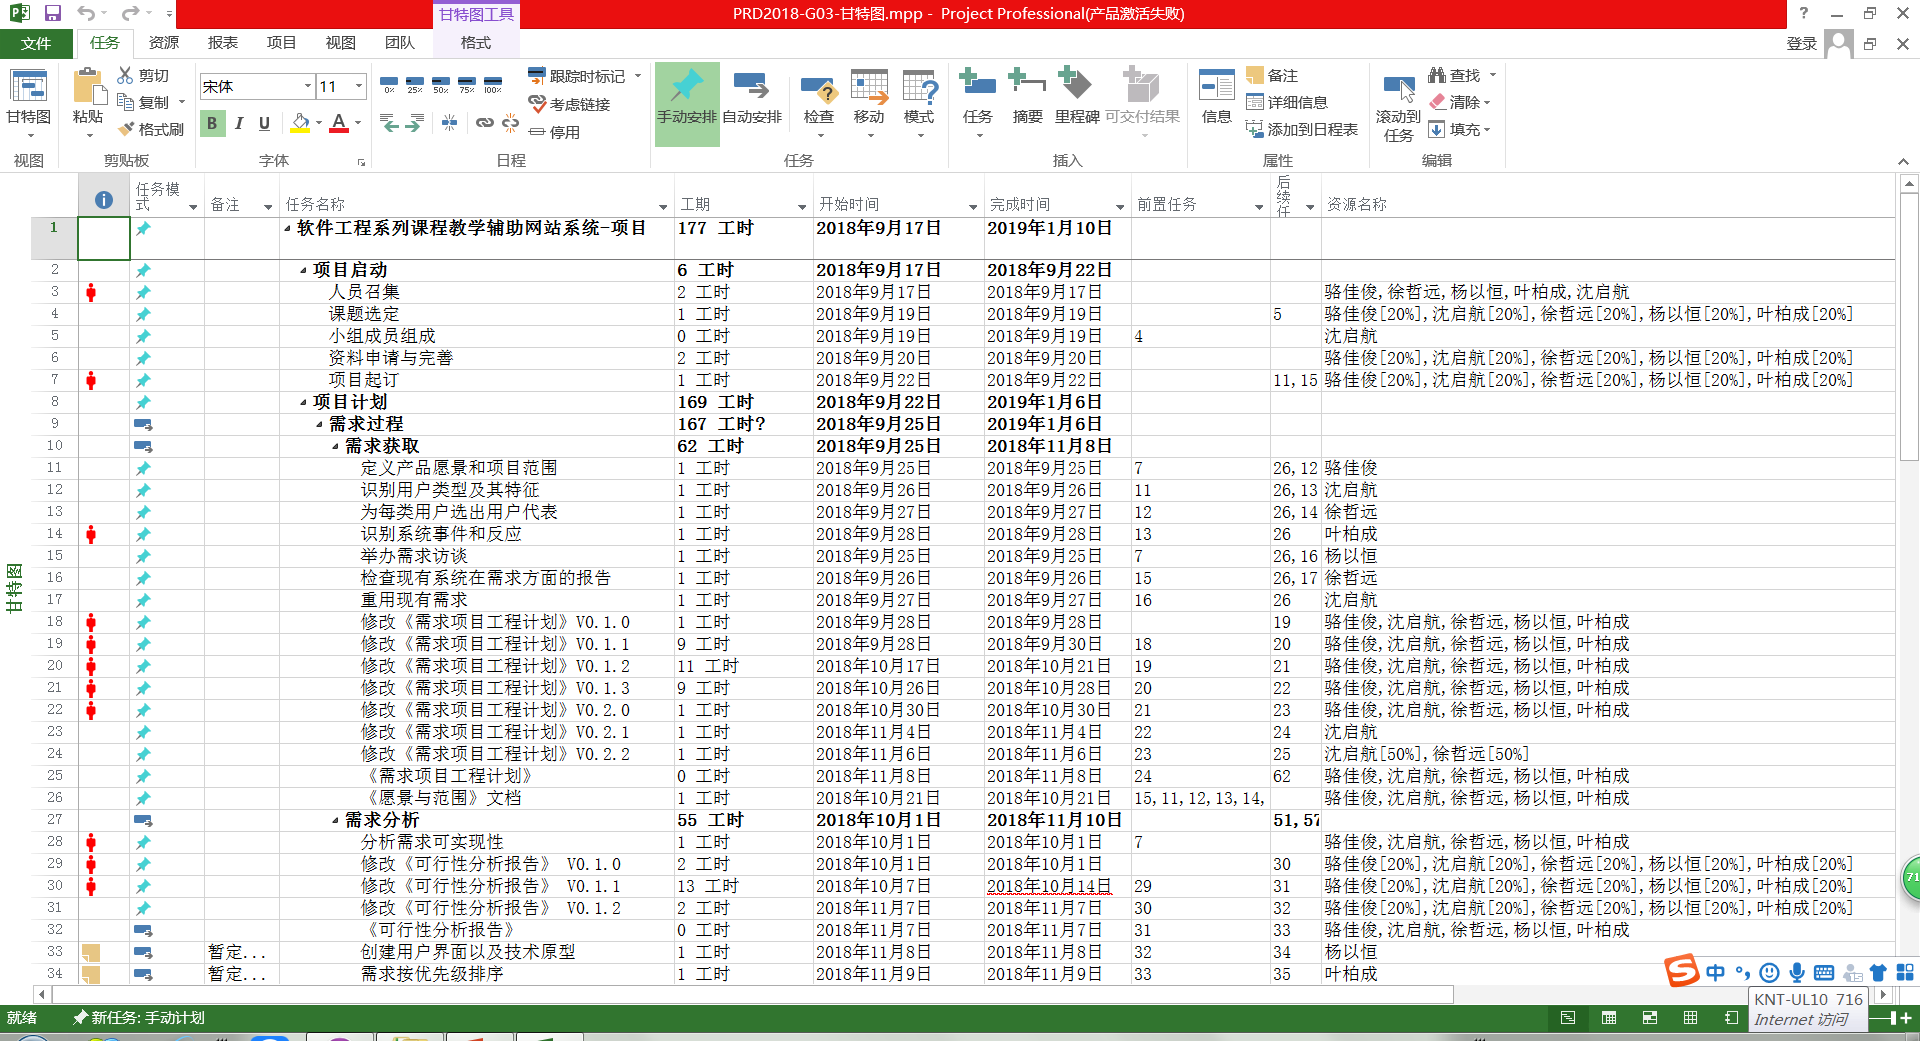 甘特图工具
PRD2018-G03-甘特图.mpp - Project Professional(产品激活失败)
文件 任务 资源 报表 项目 视图 团队 格式 登录
甘特图 粘贴 剪切 复制 格式刷 宋体 11 B I U 0% 25% 50% 75% 100% 跟踪时标记 考虑链接 停用 手动安排 自动安排 检查 移动 模式 任务 摘要 里程碑 可交付结果 信息 备注 详细信息 添加到日程表 滚动到任务 查找 清除 填充
视图 剪贴板 字体 日程 任务 插入 属性 编辑
任务模式 备注 任务名称 工期 开始时间 完成时间 前置任务 后续任 资源名称
1 软件工程系列课程教学辅助网站系统-项目 177 工时 2018年9月17日 2019年1月10日
2 项目启动 6 工时 2018年9月17日 2018年9月22日
3 人员召集 2 工时 2018年9月17日 2018年9月17日 骆佳俊,徐哲远,杨以恒,叶柏成,沈启航
4 课题选定 1 工时 2018年9月19日 2018年9月19日 5 骆佳俊[20%],沈启航[20%],徐哲远[20%],杨以恒[20%],叶柏成[20%]
5 小组成员组成 0 工时 2018年9月19日 2018年9月19日 4 沈启航
6 资料申请与完善 2 工时 2018年9月20日 2018年9月20日 骆佳俊[20%],沈启航[20%],徐哲远[20%],杨以恒[20%],叶柏成[20%]
7 项目起订 1 工时 2018年9月22日 2018年9月22日 11,15 骆佳俊[20%],沈启航[20%],徐哲远[20%],杨以恒[20%],叶柏成[20%]
8 项目计划 169 工时 2018年9月22日 2019年1月6日
9 需求过程 167 工时? 2018年9月25日 2019年1月6日
10 需求获取 62 工时 2018年9月25日 2018年11月8日
11 定义产品愿景和项目范围 1 工时 2018年9月25日 2018年9月25日 7 26,12 骆佳俊
12 识别用户类型及其特征 1 工时 2018年9月26日 2018年9月26日 11 26,13 沈启航
13 为每类用户选出用户代表 1 工时 2018年9月27日 2018年9月27日 12 26,14 徐哲远
14 识别系统事件和反应 1 工时 2018年9月28日 2018年9月28日 13 26 叶柏成
15 举办需求访谈 1 工时 2018年9月25日 2018年9月25日 7 26,16 杨以恒
16 检查现有系统在需求方面的报告 1 工时 2018年9月26日 2018年9月26日 15 26,17 徐哲远
17 重用现有需求 1 工时 2018年9月27日 2018年9月27日 16 26 沈启航
18 修改《需求项目工程计划》V0.1.0 1 工时 2018年9月28日 2018年9月28日 19 骆佳俊,沈启航,徐哲远,杨以恒,叶柏成
19 修改《需求项目工程计划》V0.1.1 9 工时 2018年9月28日 2018年9月30日 18 20 骆佳俊,沈启航,徐哲远,杨以恒,叶柏成
20 修改《需求项目工程计划》V0.1.2 11 工时 2018年10月17日 2018年10月21日 19 21 骆佳俊,沈启航,徐哲远,杨以恒,叶柏成
21 修改《需求项目工程计划》V0.1.3 9 工时 2018年10月26日 2018年10月28日 20 22 骆佳俊,沈启航,徐哲远,杨以恒,叶柏成
22 修改《需求项目工程计划》V0.2.0 1 工时 2018年10月30日 2018年10月30日 21 23 骆佳俊,沈启航,徐哲远,杨以恒,叶柏成
23 修改《需求项目工程计划》V0.2.1 1 工时 2018年11月4日 2018年11月4日 22 24 沈启航
24 修改《需求项目工程计划》V0.2.2 1 工时 2018年11月6日 2018年11月6日 23 25 沈启航[50%],徐哲远[50%]
25 《需求项目工程计划》 0 工时 2018年11月8日 2018年11月8日 24 62 骆佳俊,沈启航,徐哲远,杨以恒,叶柏成
26 《愿景与范围》文档 1 工时 2018年10月21日 2018年10月21日 15,11,12,13,14, 骆佳俊,沈启航,徐哲远,杨以恒,叶柏成
27 需求分析 55 工时 2018年10月1日 2018年11月10日 51,57
28 分析需求可实现性 1 工时 2018年10月1日 2018年10月1日 7 骆佳俊,沈启航,徐哲远,杨以恒,叶柏成
29 修改《可行性分析报告》 V0.1.0 2 工时 2018年10月1日 2018年10月1日 30 骆佳俊[20%],沈启航[20%],徐哲远[20%],杨以恒[20%],叶柏成[20%]
30 修改《可行性分析报告》 V0.1.1 13 工时 2018年10月7日 2018年10月14日 29 31 骆佳俊[20%],沈启航[20%],徐哲远[20%],杨以恒[20%],叶柏成[20%]
31 修改《可行性分析报告》 V0.1.2 2 工时 2018年11月7日 2018年11月7日 30 32 骆佳俊[20%],沈启航[20%],徐哲远[20%],杨以恒[20%],叶柏成[20%]
32 《可行性分析报告》 0 工时 2018年11月7日 2018年11月7日 31 33 骆佳俊,沈启航,徐哲远,杨以恒,叶柏成
33 暂定... 创建用户界面以及技术原型 1 工时 2018年11月8日 2018年11月8日 32 34 杨以恒
34 暂定... 需求按优先级排序 1 工时 2018年11月9日 2018年11月9日 33 35 叶柏成
甘特图
71
中
KNT-UL10 716
Internet 访问
就绪 新任务: 手动计划